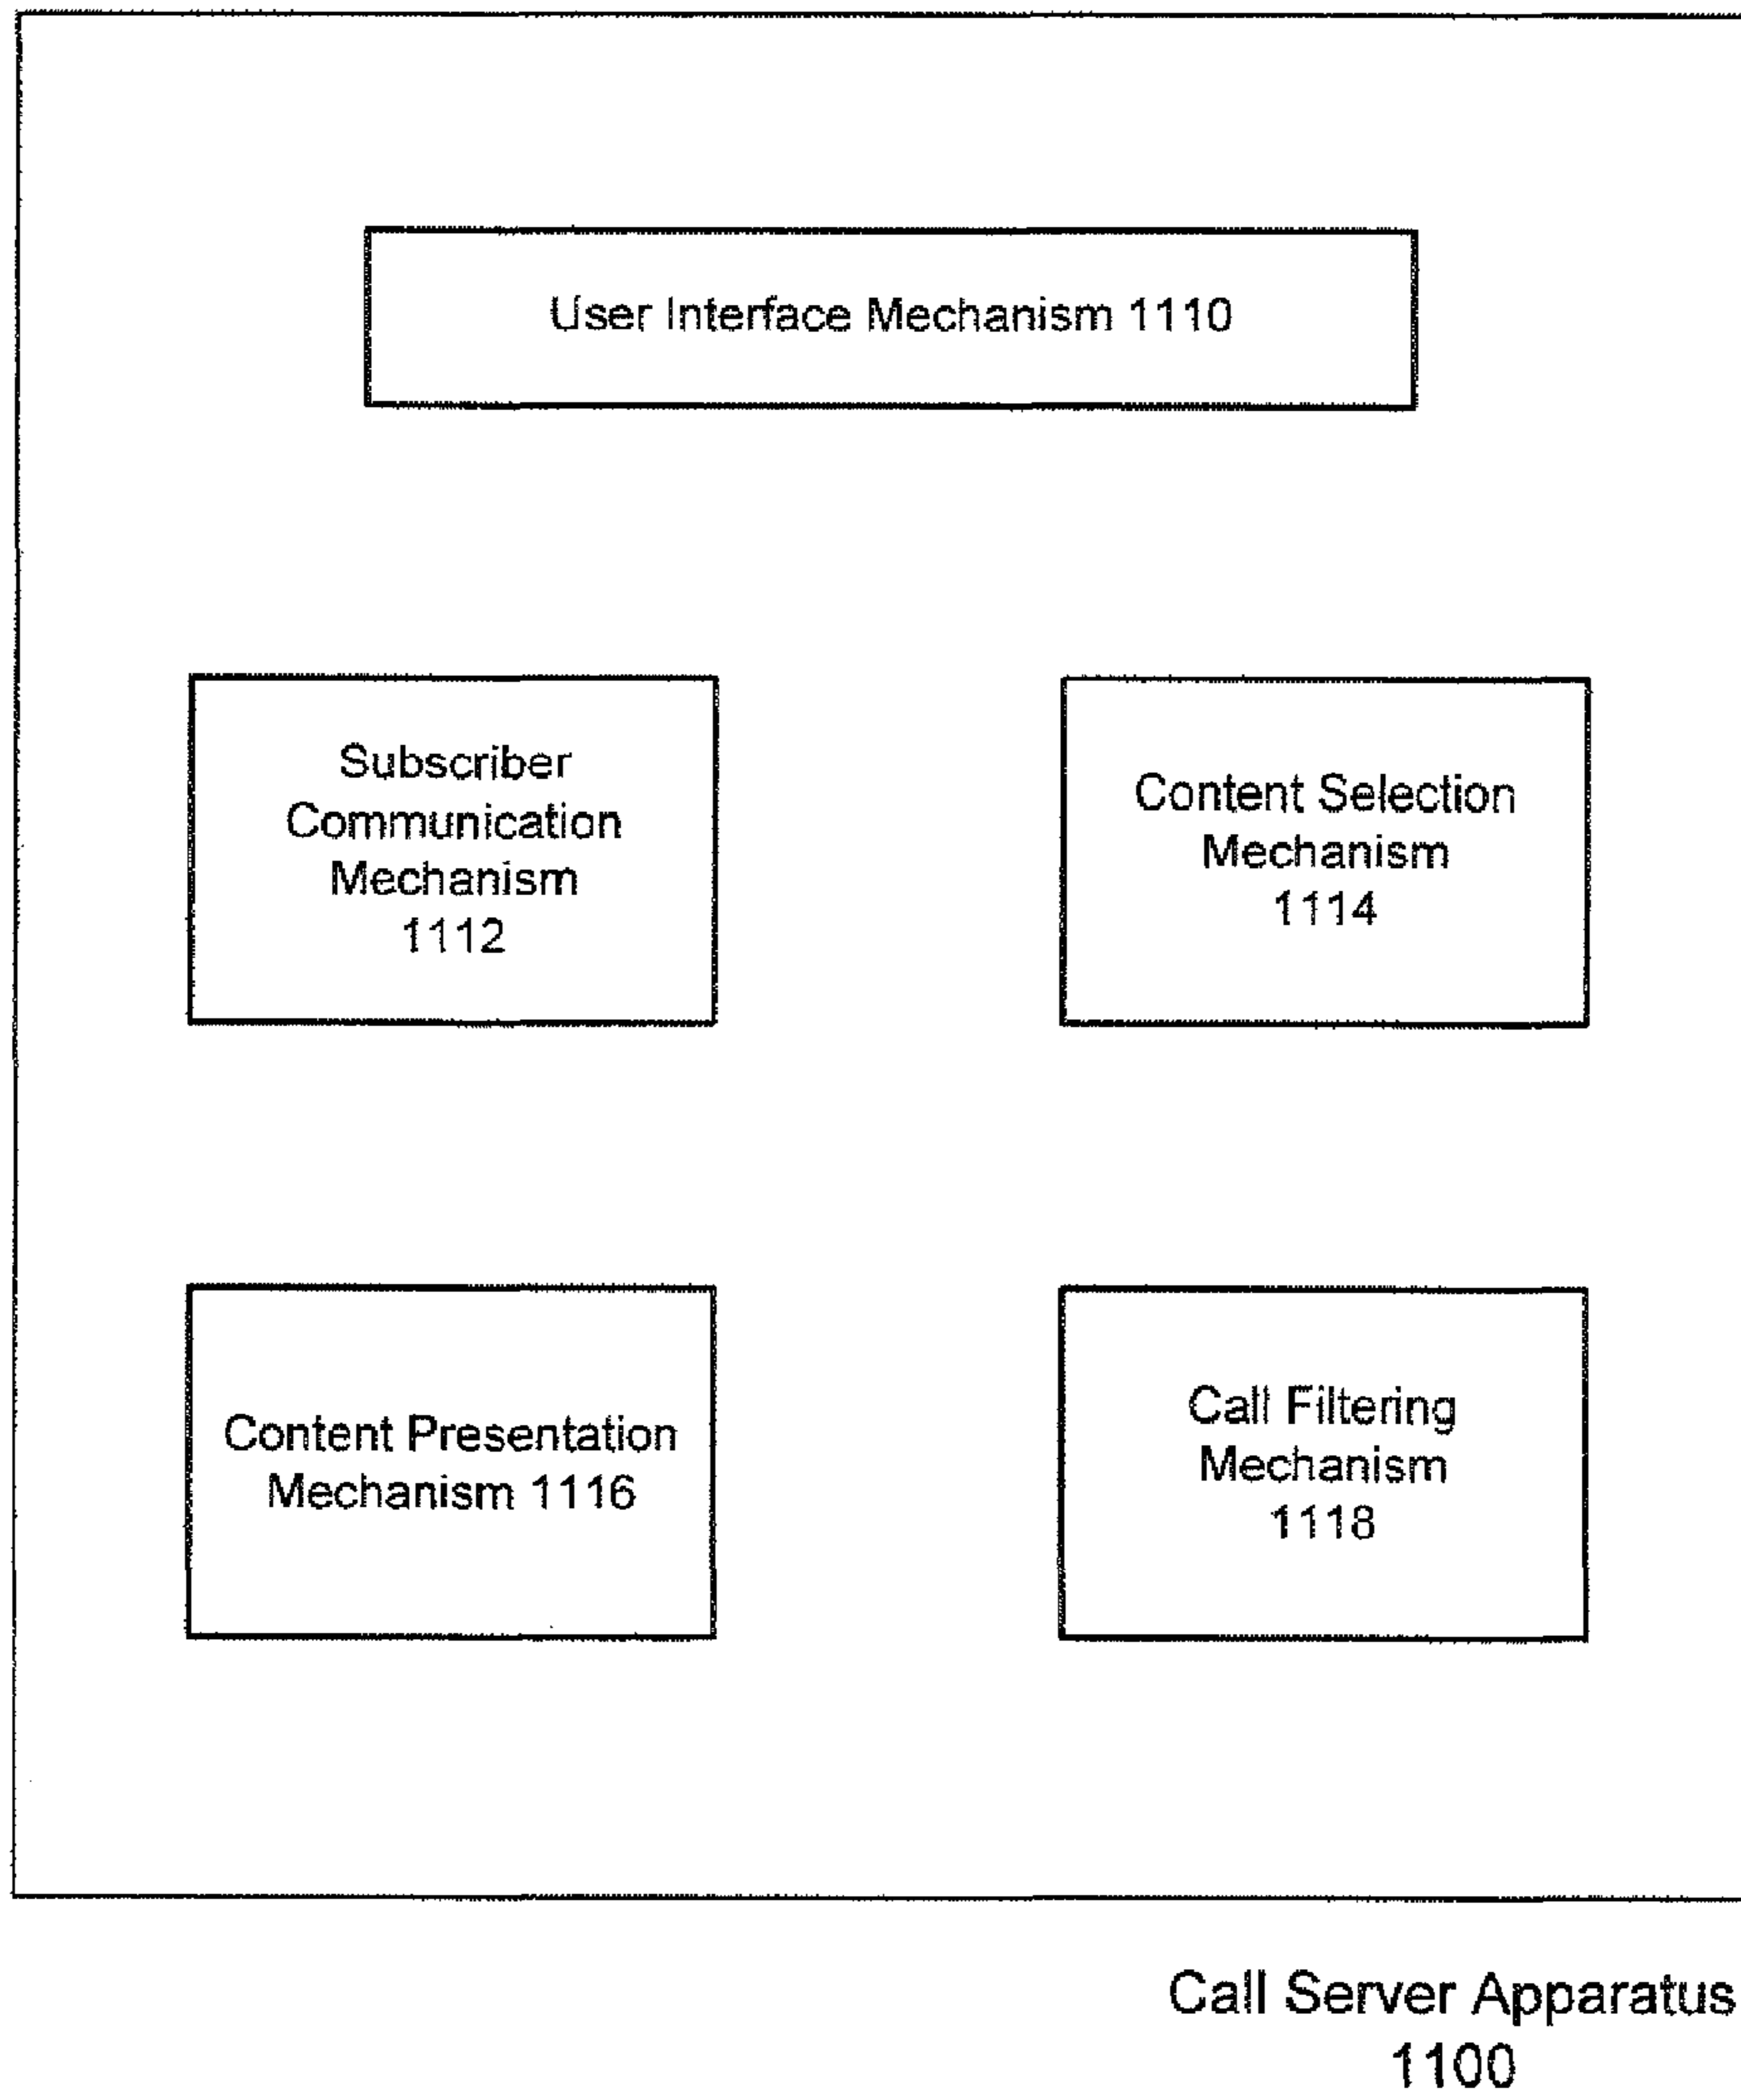 User Interface Mechanism 1110
Subscriber
Communication
Mechanism
1112
Content Selection
Mechanism
1114
Content Presentation
Mechanism 1116
Call Filtering
Mechanism
1118
Call Server Apparatus
1100